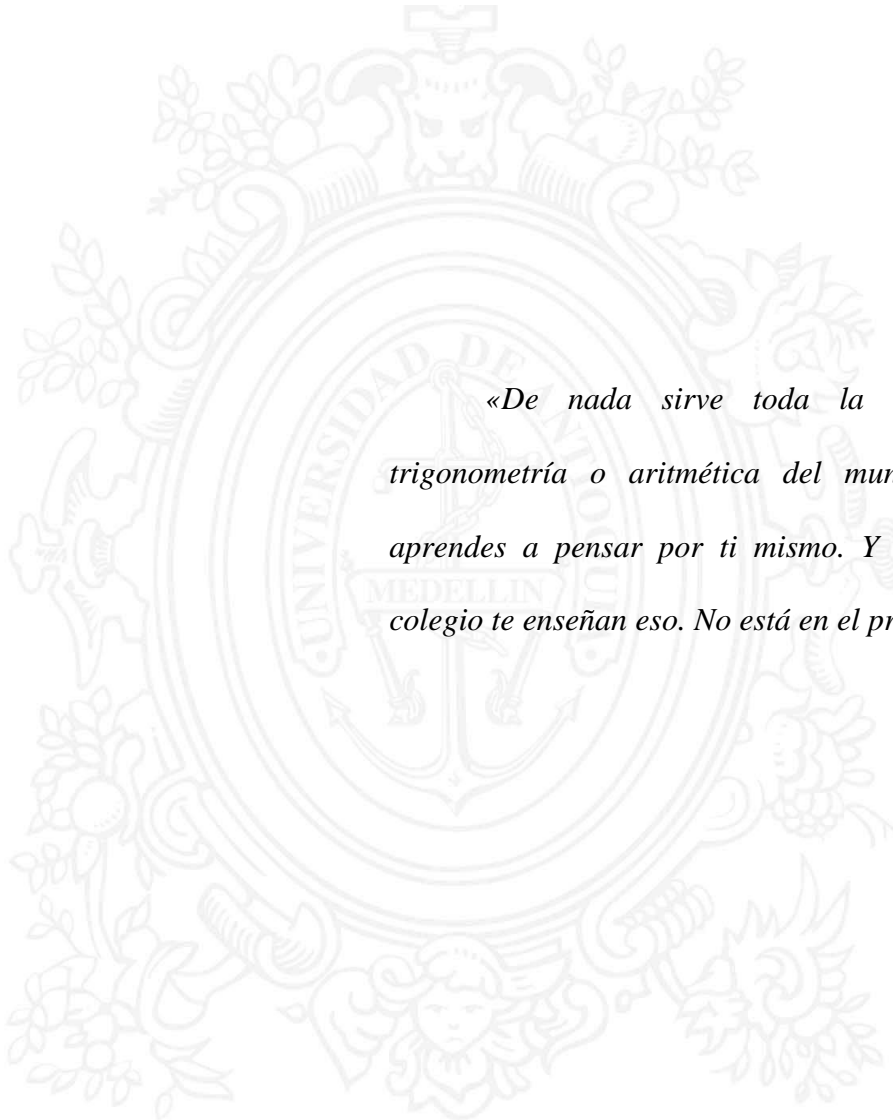 UNIVERSIDAD DE ANTIOQUIA
MEDELLIN
«De nada sirve toda la
trigonometría o aritmética del mun
aprendes a pensar por ti mismo. Y
colegio te enseñan eso. No está en el pr